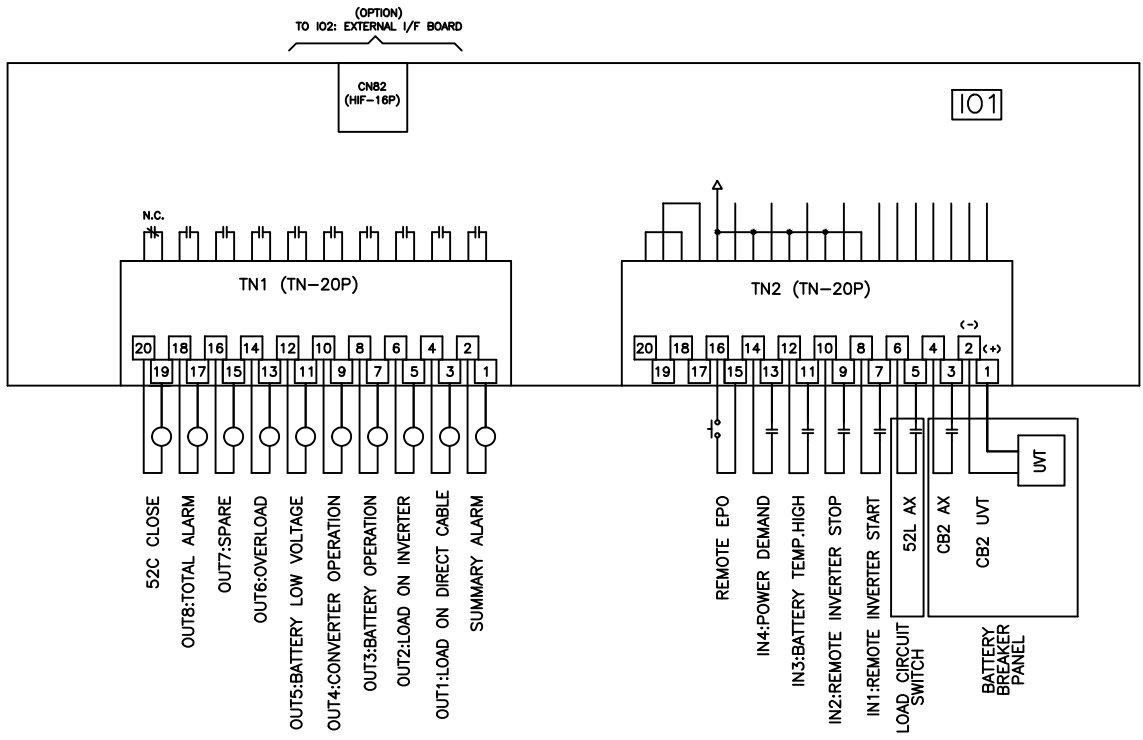 (OPTION)
TO IO2: EXTERNAL I/F BOARD
CN82
(HIF-16P)
IO1
N.C.
TN1 (TN-20P)
20 18 16 14 12 10 8 6 4 2
19 17 15 13 11 9 7 5 3 1
TN2 (TN-20P)
(-)
(+)
20 18 16 14 12 10 8 6 4 2
19 17 15 13 11 9 7 5 3 1
52C CLOSE
OUT8:TOTAL ALARM
OUT7:SPARE
OUT6:OVERLOAD
OUT5:BATTERY LOW VOLTAGE
OUT4:CONVERTER OPERATION
OUT3:BATTERY OPERATION
OUT2:LOAD ON INVERTER
OUT1:LOAD ON DIRECT CABLE
SUMMARY ALARM
REMOTE EPO
IN4:POWER DEMAND
IN3:BATTERY TEMP.HIGH
IN2:REMOTE INVERTER STOP
IN1:REMOTE INVERTER START
52L AX
LOAD CIRCUIT
SWITCH
CB2 AX
CB2 UVT
UVT
BATTERY
BREAKER
PANEL